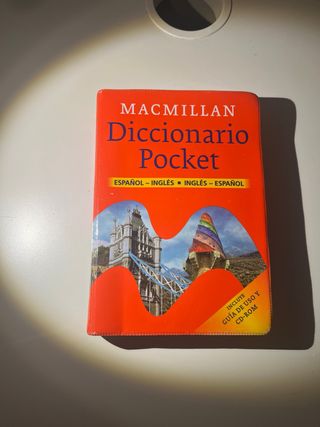 MACMILLAN
Diccionario
Pocket
ESPAÑOL – INGLÉS • INGLÉS – ESPAÑOL
INCLUYE
GUÍA DE USO Y
CD-ROM